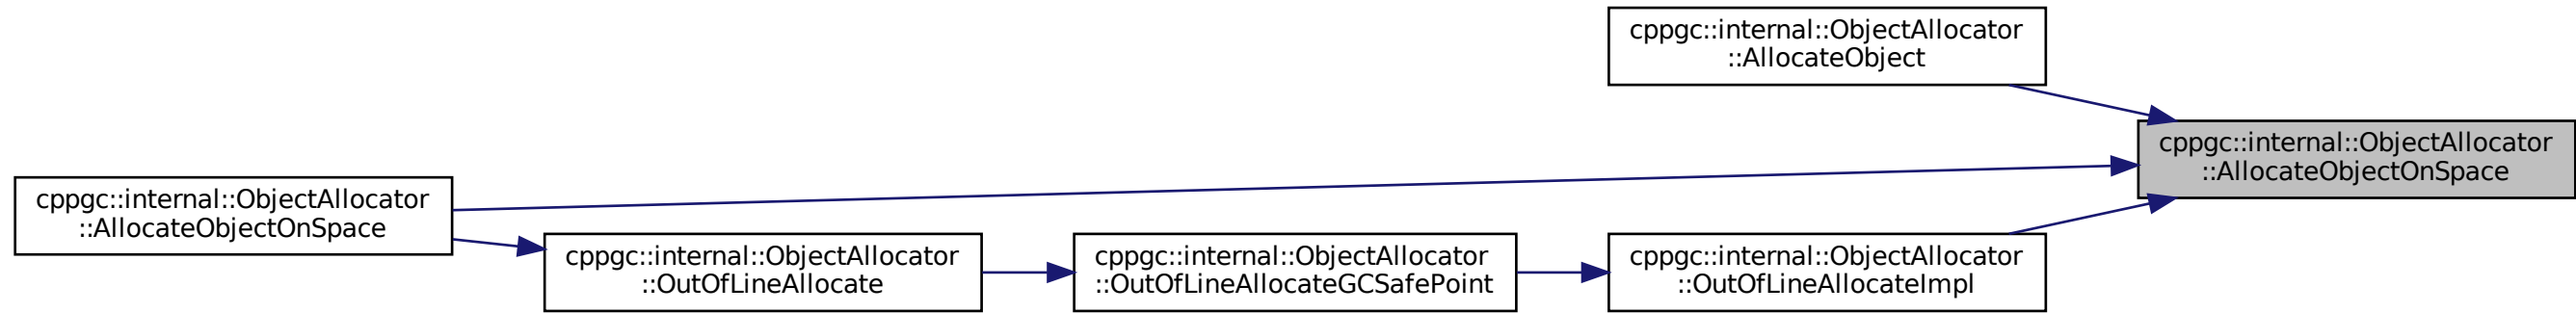 cppgc::internal::ObjectAllocator
::AllocateObject
cppgc::internal::ObjectAllocator
::AllocateObjectOnSpace
cppgc::internal::ObjectAllocator
::AllocateObjectOnSpace
cppgc::internal::ObjectAllocator
::OutOfLineAllocate
cppgc::internal::ObjectAllocator
::OutOfLineAllocateGCSafePoint
cppgc::internal::ObjectAllocator
::OutOfLineAllocateImpl